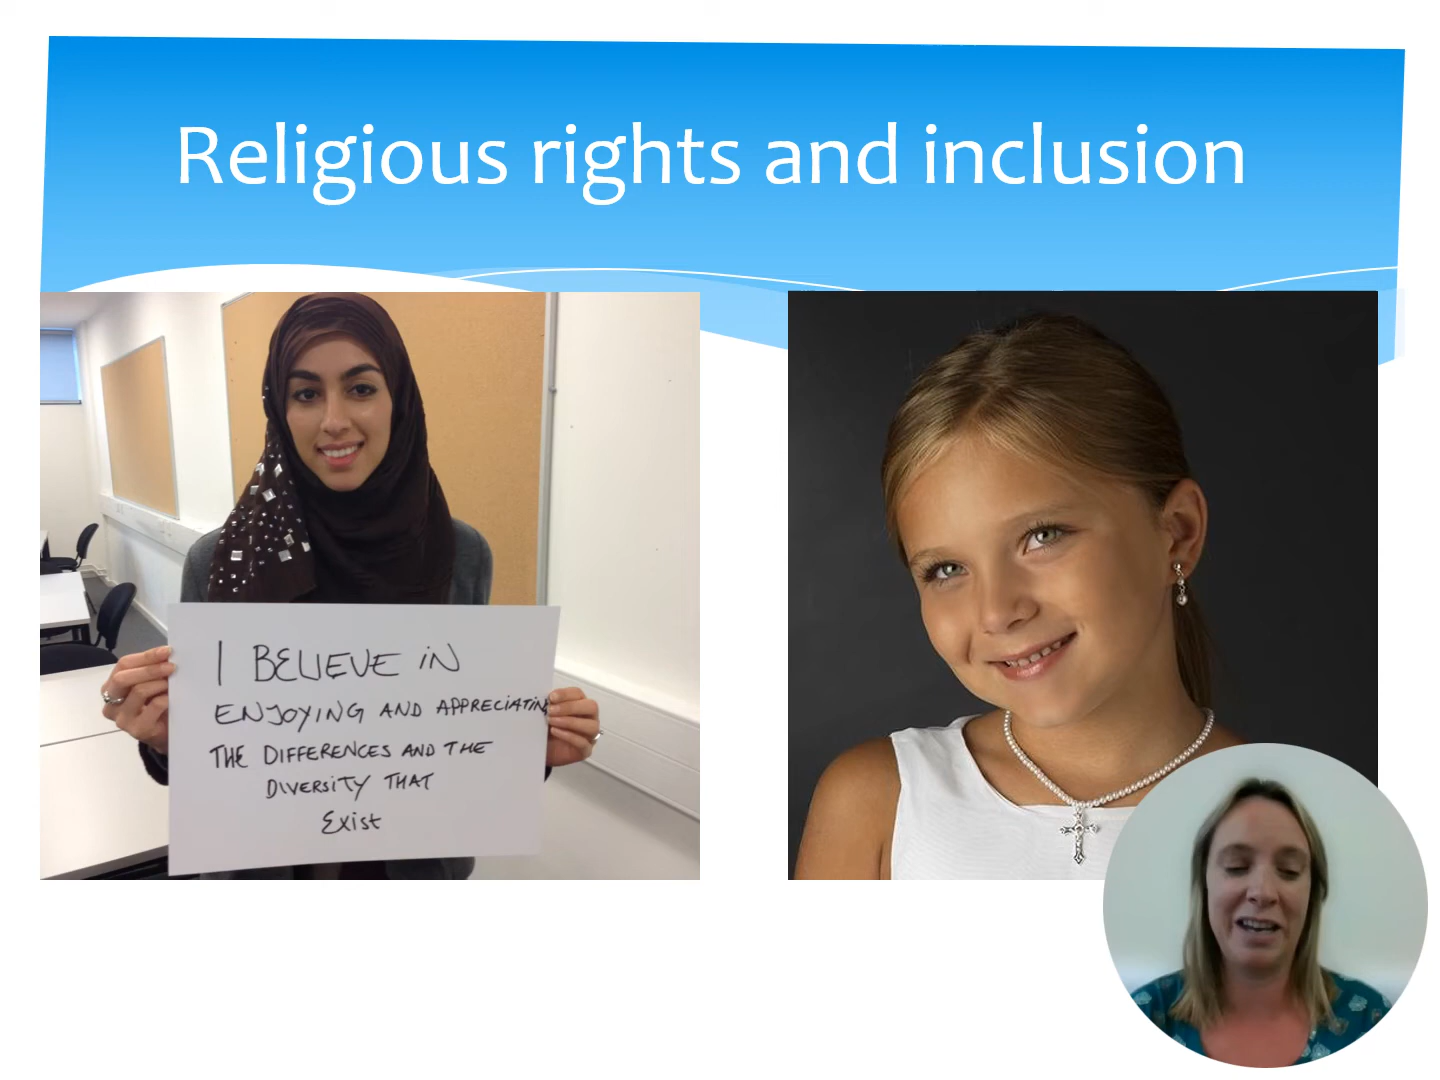 Religious rights and inclusion
I BELIEVE iN
ENJOYING AND APPRECIATING
THE DIFFERENCES AND THE
DIVERSITY THAT
Exist